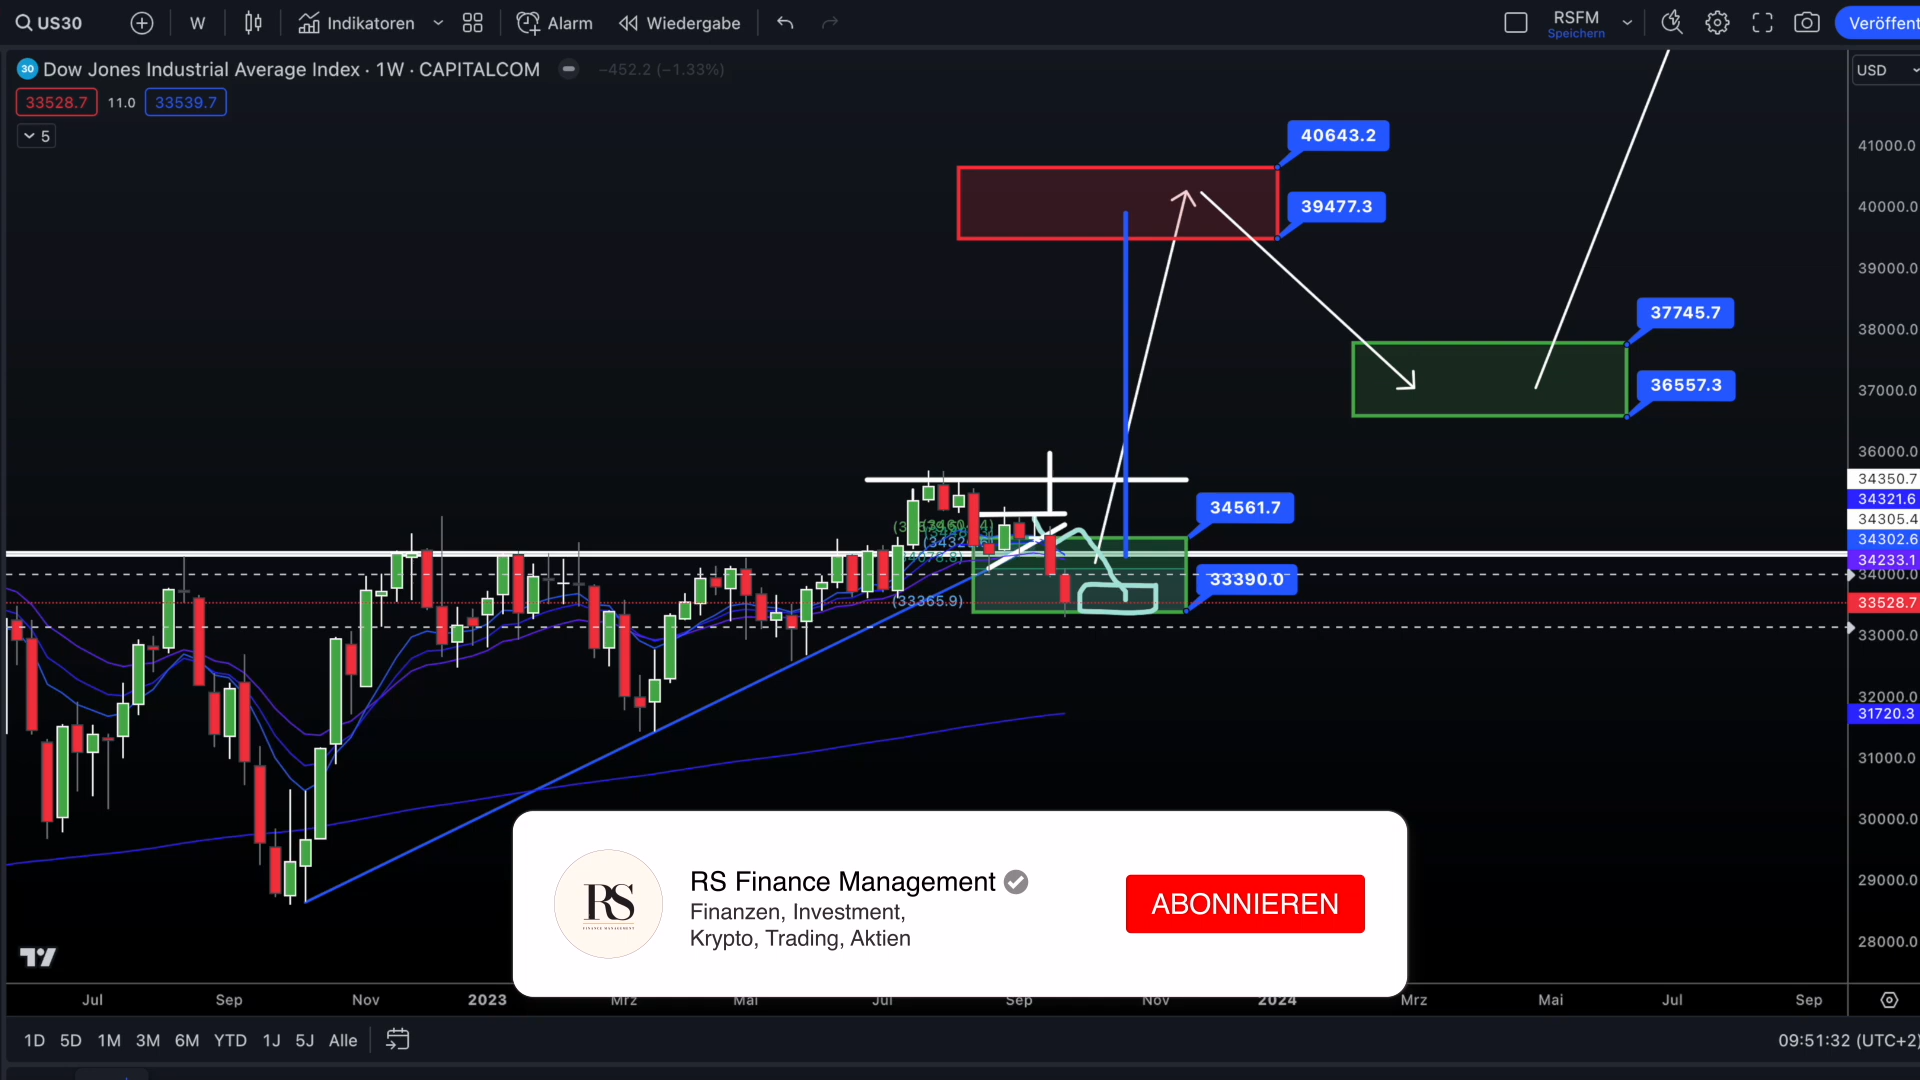 US30 W Indikatoren Alarm Wiedergabe RSFM Speichern Veröffent
30 Dow Jones Industrial Average Index · 1W · CAPITALCOM −452.2 (−1.33%) USD
33528.7 11.0 33539.7
5
40643.2
39477.3
37745.7
36557.3
34561.7
33390.0
(33365.9)
41000.0
40000.0
39000.0
38000.0
37000.0
36000.0
34350.7
34321.6
34305.4
34302.6
34233.1
34000.0
33528.7
33000.0
32000.0
31720.3
31000.0
30000.0
29000.0
28000.0
RS
FINANCE MANAGEMENT
RS Finance Management
Finanzen, Investment,
Krypto, Trading, Aktien
ABONNIEREN
Jul Sep Nov 2023 Mrz Mai Jul Sep Nov 2024 Mrz Mai Jul Sep
1D 5D 1M 3M 6M YTD 1J 5J Alle 09:51:32 (UTC+2)